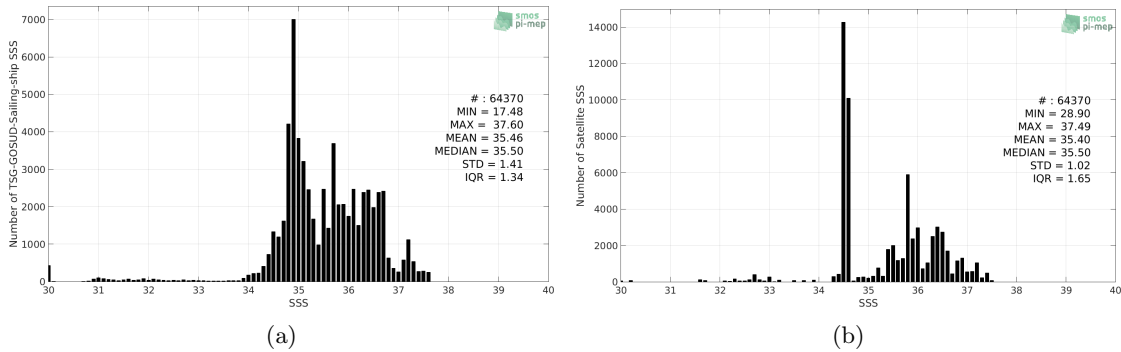 smos
pi-mep
7000
6000
5000
4000
3000
2000
1000
0
Number of TSG-GOSUD-Sailing-ship SSS
# : 64370
MIN = 17.48
MAX = 37.60
MEAN = 35.46
MEDIAN = 35.50
STD = 1.41
IQR = 1.34
30 31 32 33 34 35 36 37 38 39 40
SSS
(a)
smos
pi-mep
14000
12000
10000
8000
6000
4000
2000
0
Number of Satellite SSS
# : 64370
MIN = 28.90
MAX = 37.49
MEAN = 35.40
MEDIAN = 35.50
STD = 1.02
IQR = 1.65
30 31 32 33 34 35 36 37 38 39 40
SSS
(b)